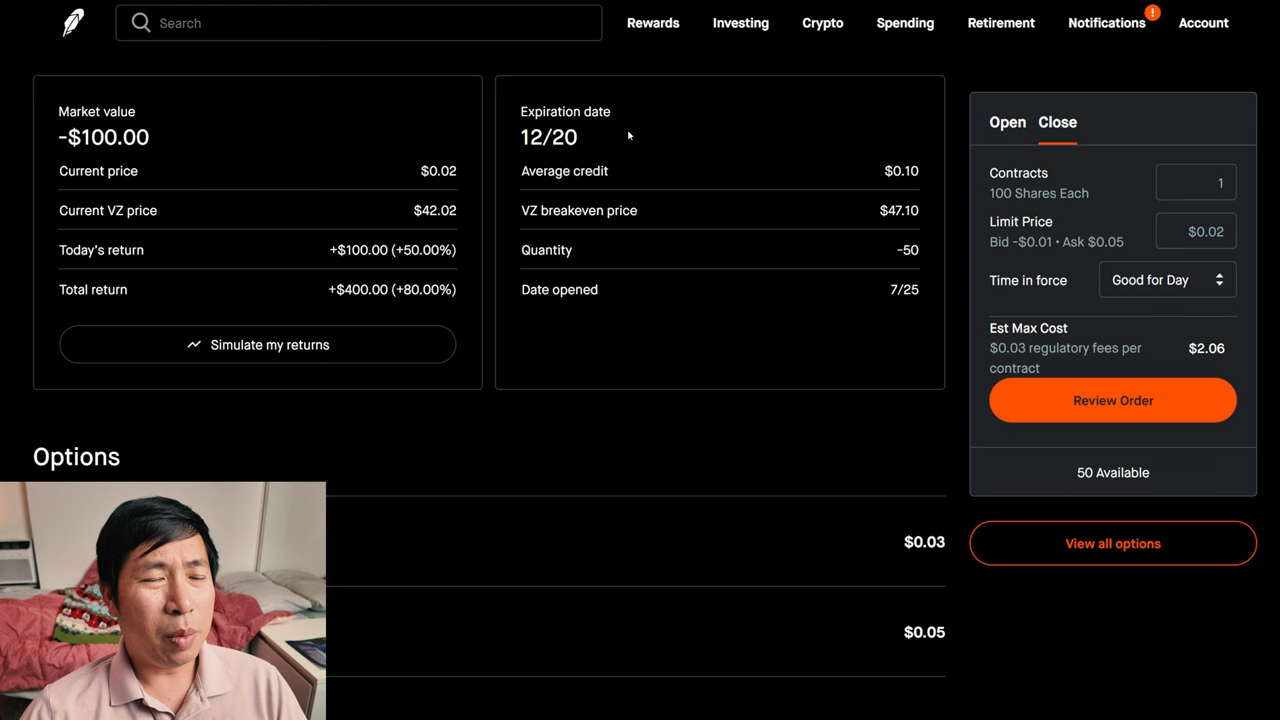 Search
Rewards
Investing
Crypto
Spending
Retirement
Notifications
!
Account
Market value
-$100.00
Current price $0.02
Current VZ price $42.02
Today's return +$100.00 (+50.00%)
Total return +$400.00 (+80.00%)
Simulate my returns
Expiration date
12/20
Average credit $0.10
VZ breakeven price $47.10
Quantity -50
Date opened 7/25
Open Close
Contracts
100 Shares Each
1
Limit Price
Bid -$0.01 • Ask $0.05
$0.02
Time in force Good for Day
Est Max Cost
$0.03 regulatory fees per
contract
$2.06
Review Order
50 Available
View all options
Options
$0.03
$0.05